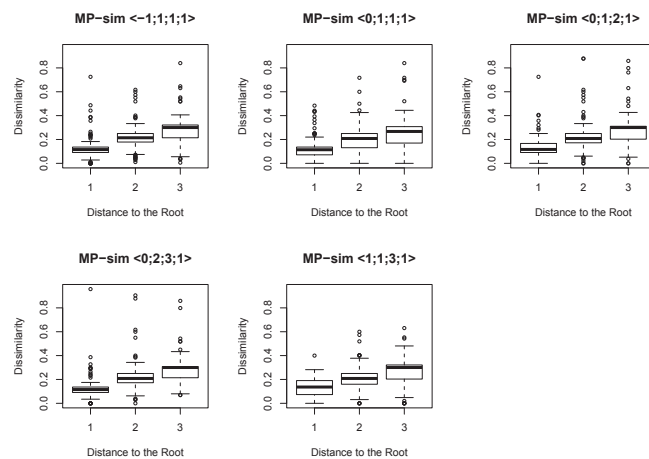 MP−sim <−1;1;1;1>
MP−sim <0;1;1;1>
MP−sim <0;1;2;1>
Dissimilarity
0.0 0.2 0.4 0.6 0.8
1 2 3
Distance to the Root
Dissimilarity
0.0 0.2 0.4 0.6 0.8
1 2 3
Distance to the Root
Dissimilarity
0.0 0.2 0.4 0.6 0.8
1 2 3
Distance to the Root
MP−sim <0;2;3;1>
MP−sim <1;1;3;1>
Dissimilarity
0.0 0.2 0.4 0.6 0.8
1 2 3
Distance to the Root
Dissimilarity
0.0 0.2 0.4 0.6 0.8
1 2 3
Distance to the Root